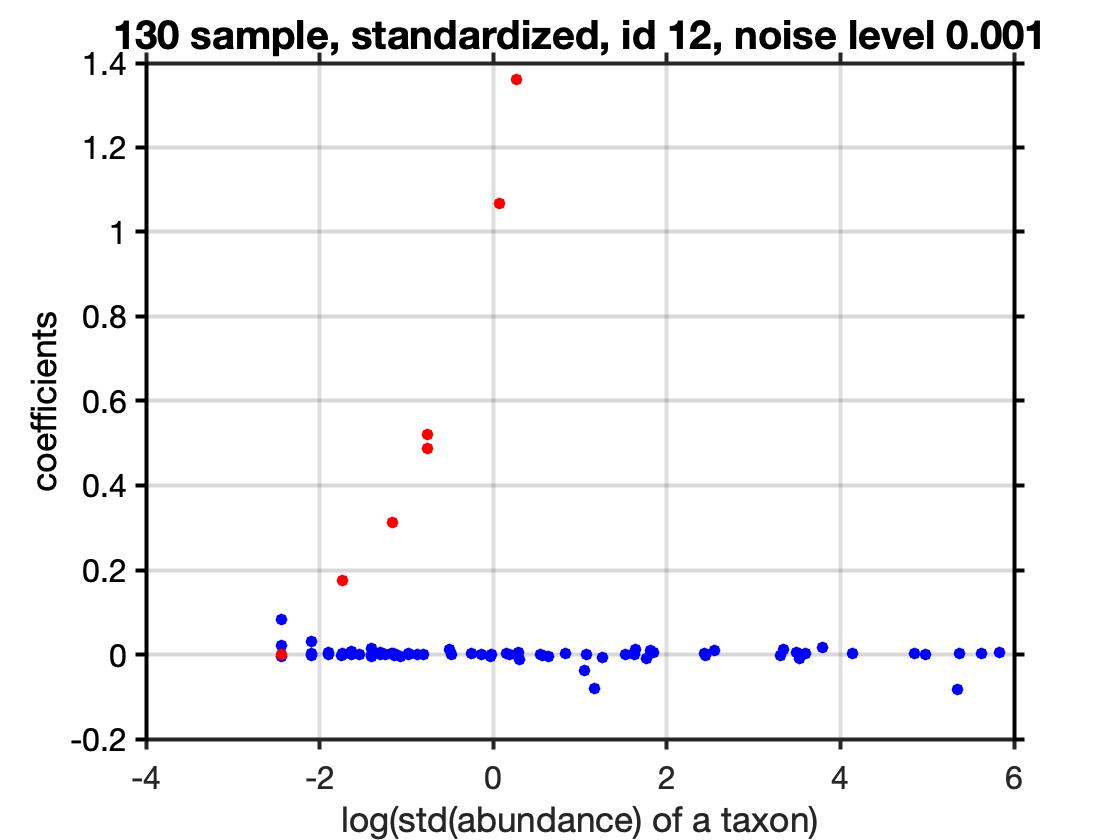 130 sample, standardized, id 12, noise level 0.001
1.4
1.2
1
0.8
0.6
0.4
0.2
0
-0.2
coefficients
-4 -2 0 2 4 6
log(std(abundance) of a taxon)